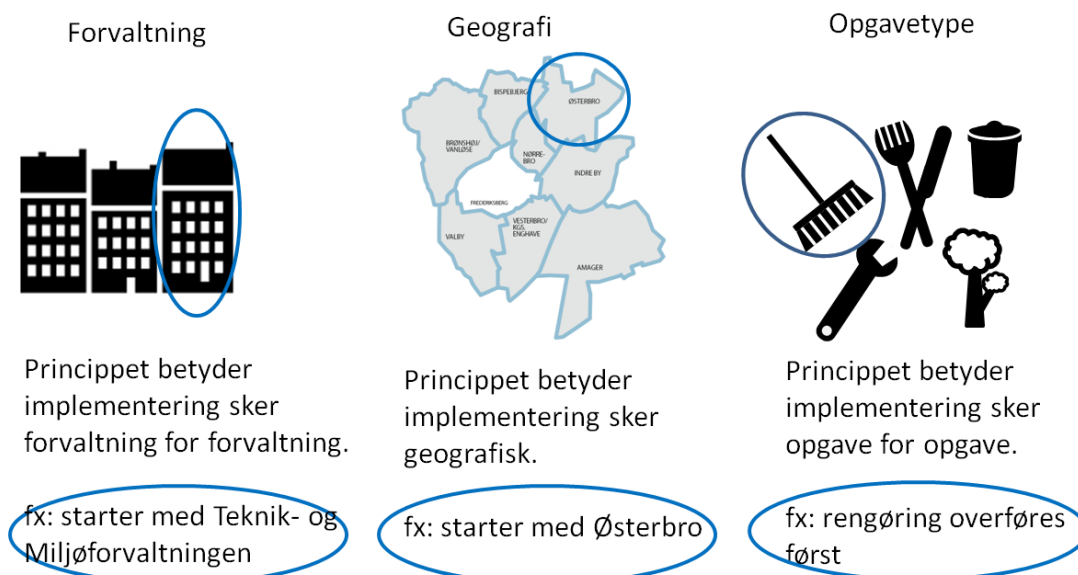 Forvaltning
Princippet betyder
implementering sker
forvaltning for forvaltning.
fx: starter med Teknik- og
Miljøforvaltningen
Geografi
BISPEBJERG
ØSTERBRO
BRØNSHØJ/
VANLØSE
NØRRE-
BRO
INDRE BY
FREDERIKSBERG
VESTERBRO/
KGS.
ENGHAVE
VALBY
AMAGER
Princippet betyder
implementering sker
geografisk.
fx: starter med Østerbro
Opgavetype
Princippet betyder
implementering sker
opgave for opgave.
fx: rengøring overføres
først